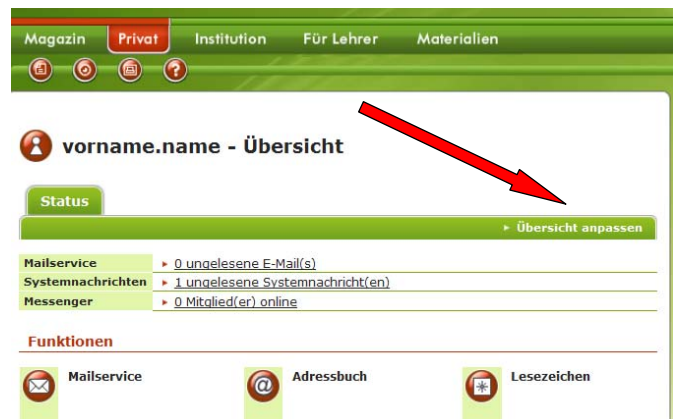 Magazin Privat Institution Für Lehrer Materialien
?
vorname.name - Übersicht
Status
Übersicht anpassen
Mailservice 0 ungelesene E-Mail(s)
Systemnachrichten 1 ungelesene Systemnachricht(en)
Messenger 0 Mitglied(er) online
Funktionen
Mailservice @ Adressbuch Lesezeichen